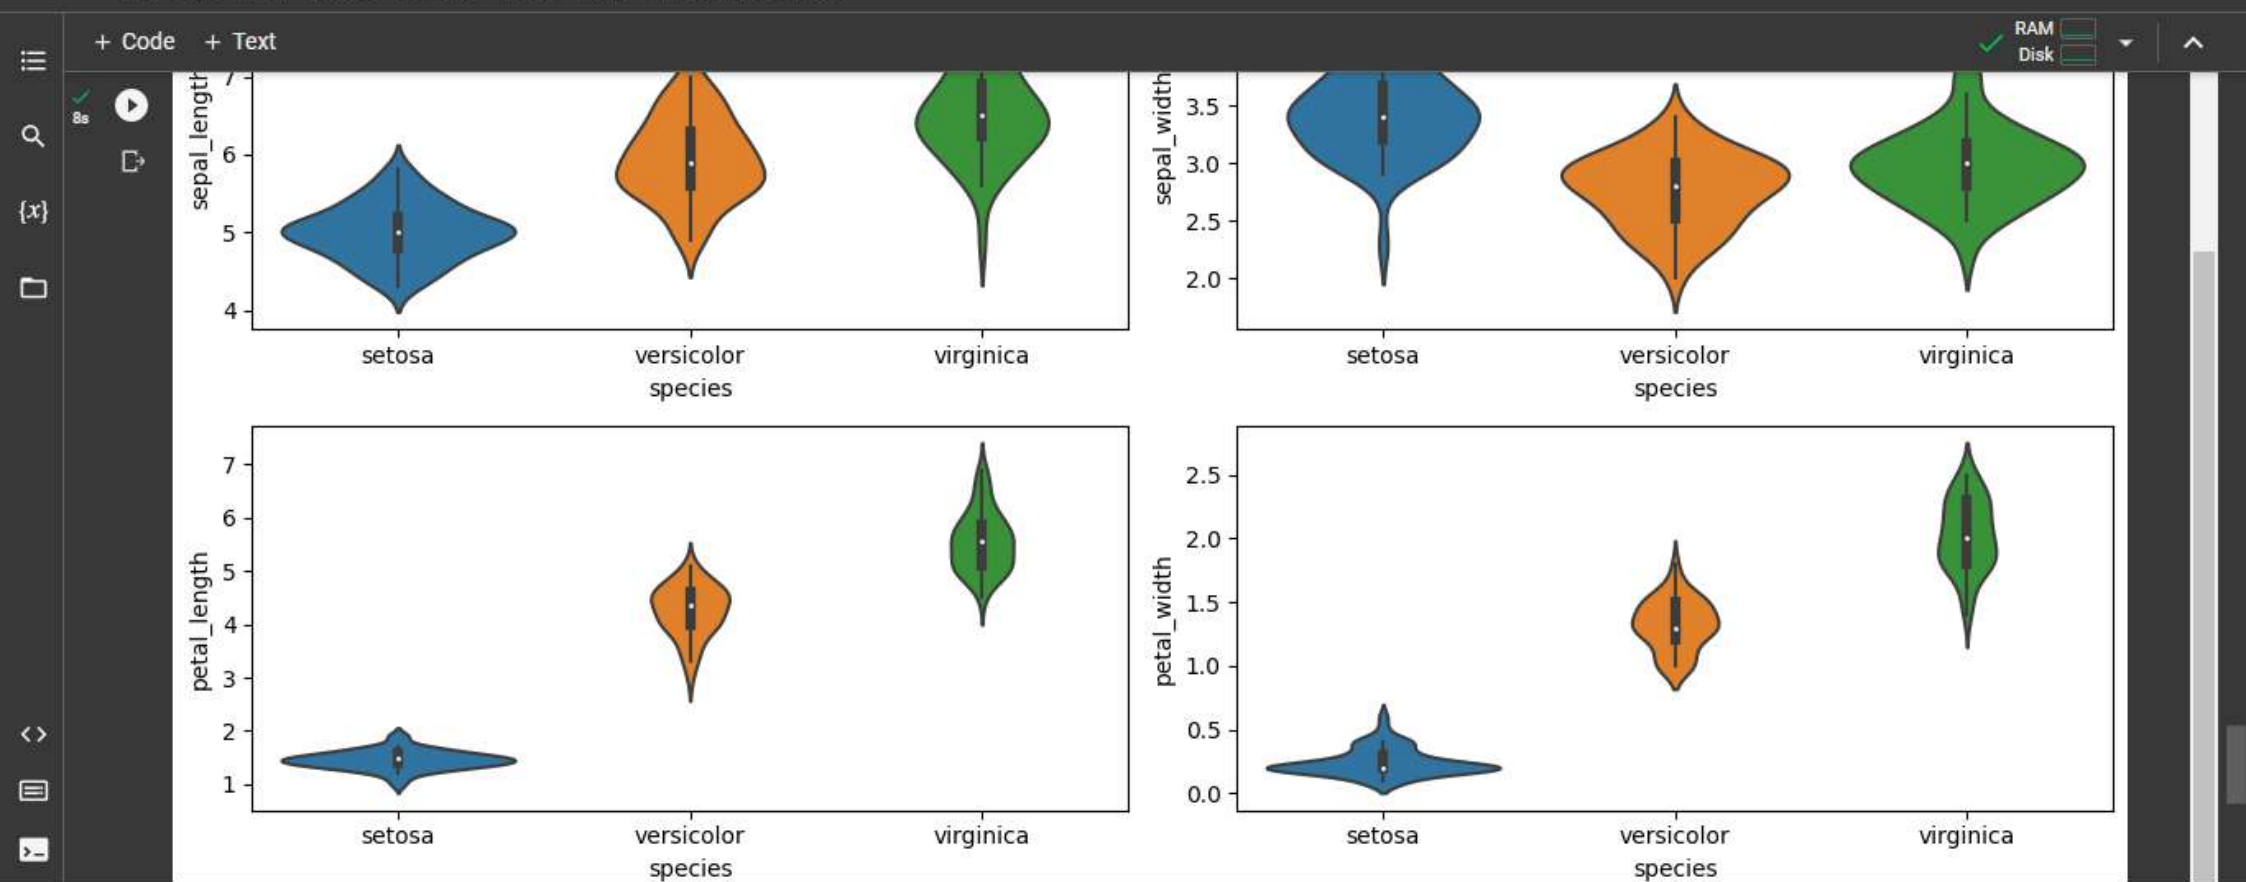 + Code + Text
RAM
Disk
8s
{x}
<>
sepal_length
7
6
5
4
setosa versicolor virginica
species
sepal_width
3.5
3.0
2.5
2.0
setosa versicolor virginica
species
petal_length
7
6
5
4
3
2
1
setosa versicolor virginica
species
petal_width
2.5
2.0
1.5
1.0
0.5
0.0
setosa versicolor virginica
species